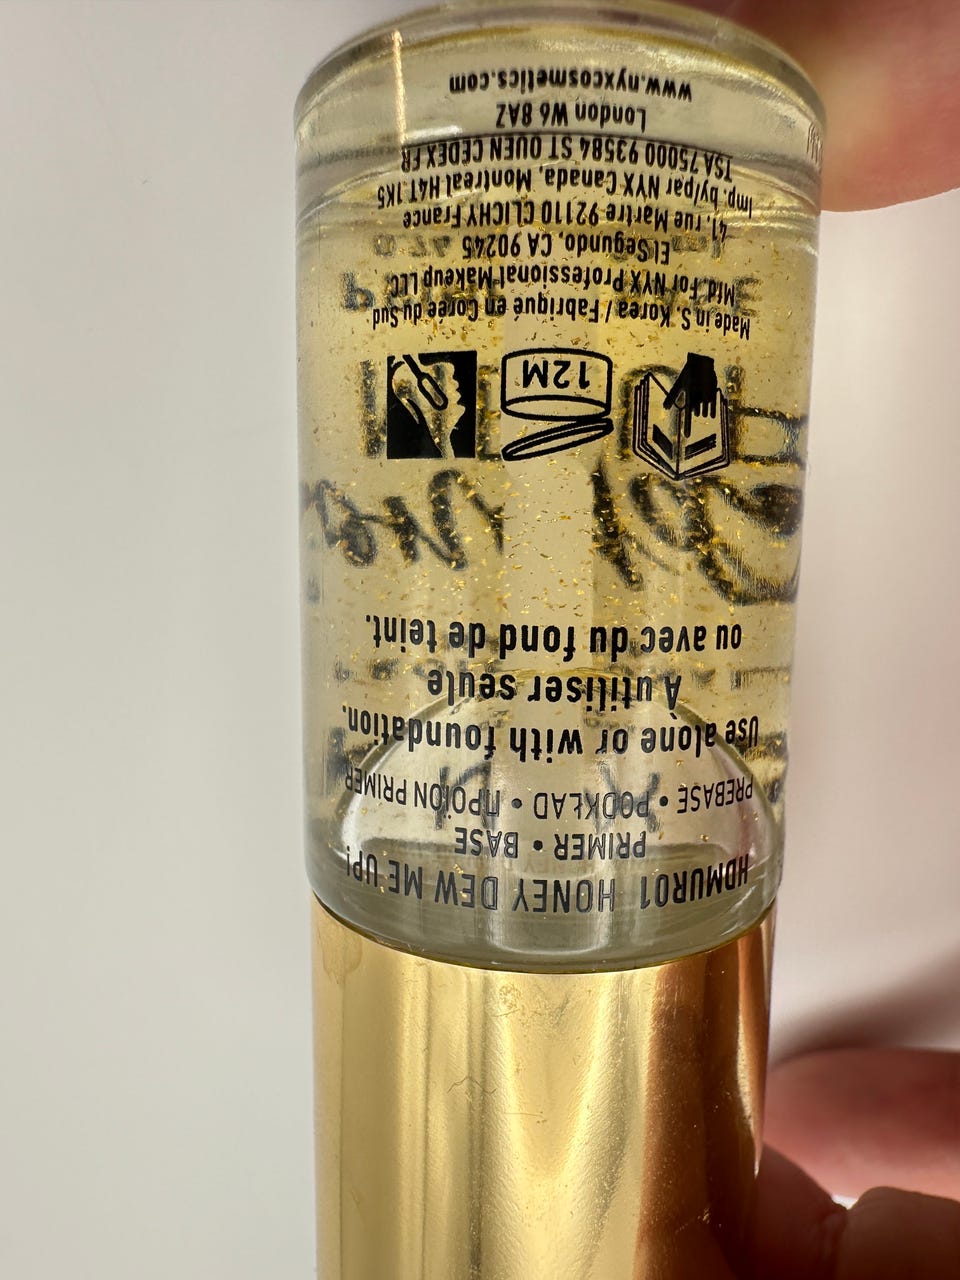 HDMUR01 HONEY DEW ME UP!
PRIMER • BASE
PREBASE • PODKŁAD • ΠΡΟΪΟΝ PRIMER
Use alone or with foundation.
À utiliser seule
ou avec du fond de teint.
12M
Made in S. Korea / Fabriqué en Corée du Sud
Mfd. For NYX Professional Makeup LLC
El Segundo, CA 90245
41, rue Martre 92110 CLICHY France
Imp. by/par NYX Canada, Montreal H4T 1K5
TSA 75000 93584 ST OUEN CEDEX FR
London W6 8AZ
www.nyxcosmetics.com